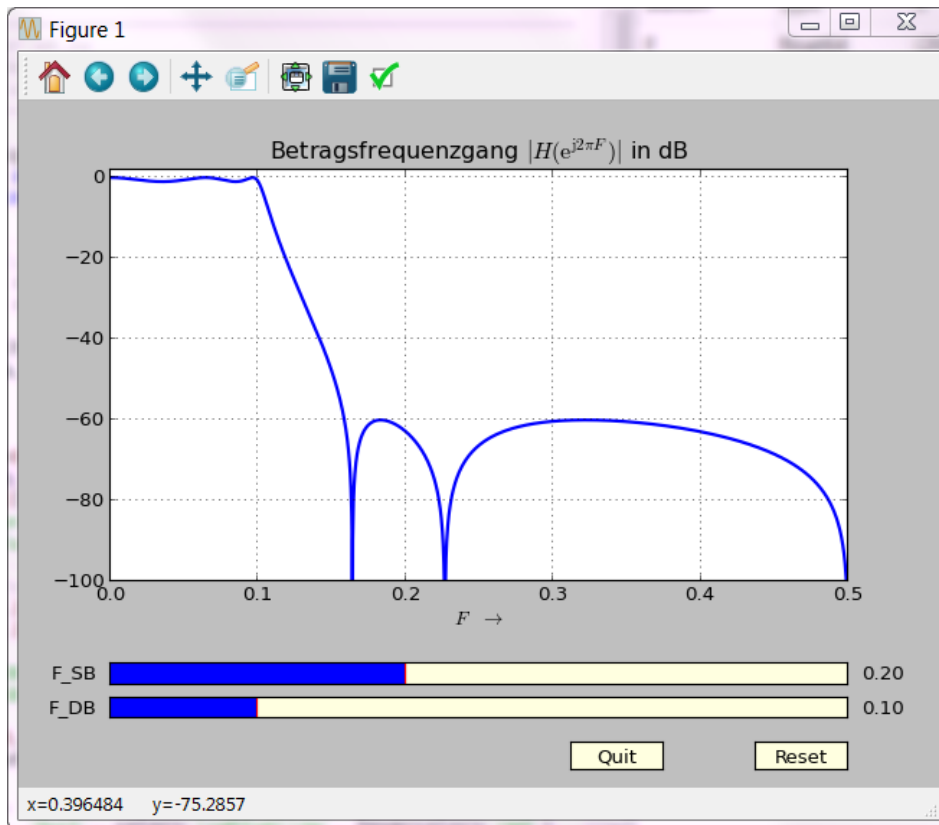 Figure 1
Betragsfrequenzgang |H(e^{j2πF})| in dB
0
−20
−40
−60
−80
−100
0.0 0.1 0.2 0.3 0.4 0.5
F →
F_SB 0.20
F_DB 0.10
Quit Reset
x=0.396484 y=-75.2857